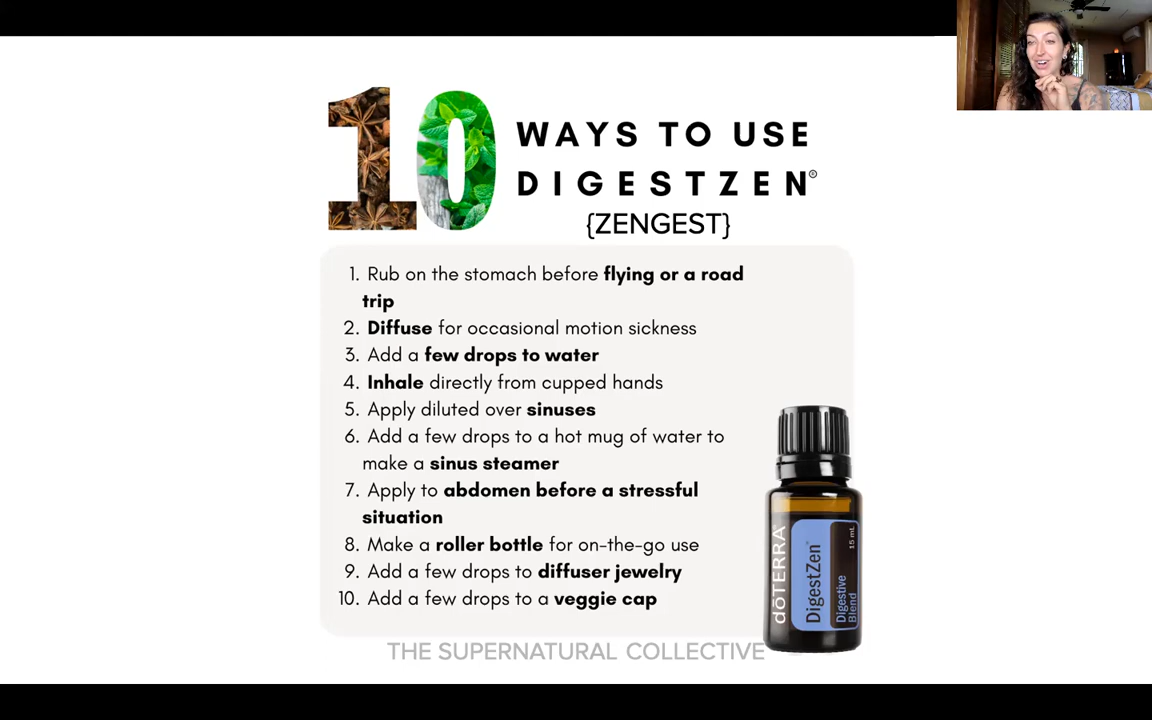 10 WAYS TO USE
DIGESTZEN®
{ZENGEST}
1. Rub on the stomach before flying or a road
trip
2. Diffuse for occasional motion sickness
3. Add a few drops to water
4. Inhale directly from cupped hands
5. Apply diluted over sinuses
6. Add a few drops to a hot mug of water to
make a sinus steamer
7. Apply to abdomen before a stressful
situation
8. Make a roller bottle for on-the-go use
9. Add a few drops to diffuser jewelry
10. Add a few drops to a veggie cap
dōTERRA®
DigestZen®
Digestive
Blend
15 mL
THE SUPERNATURAL COLLECTIVE